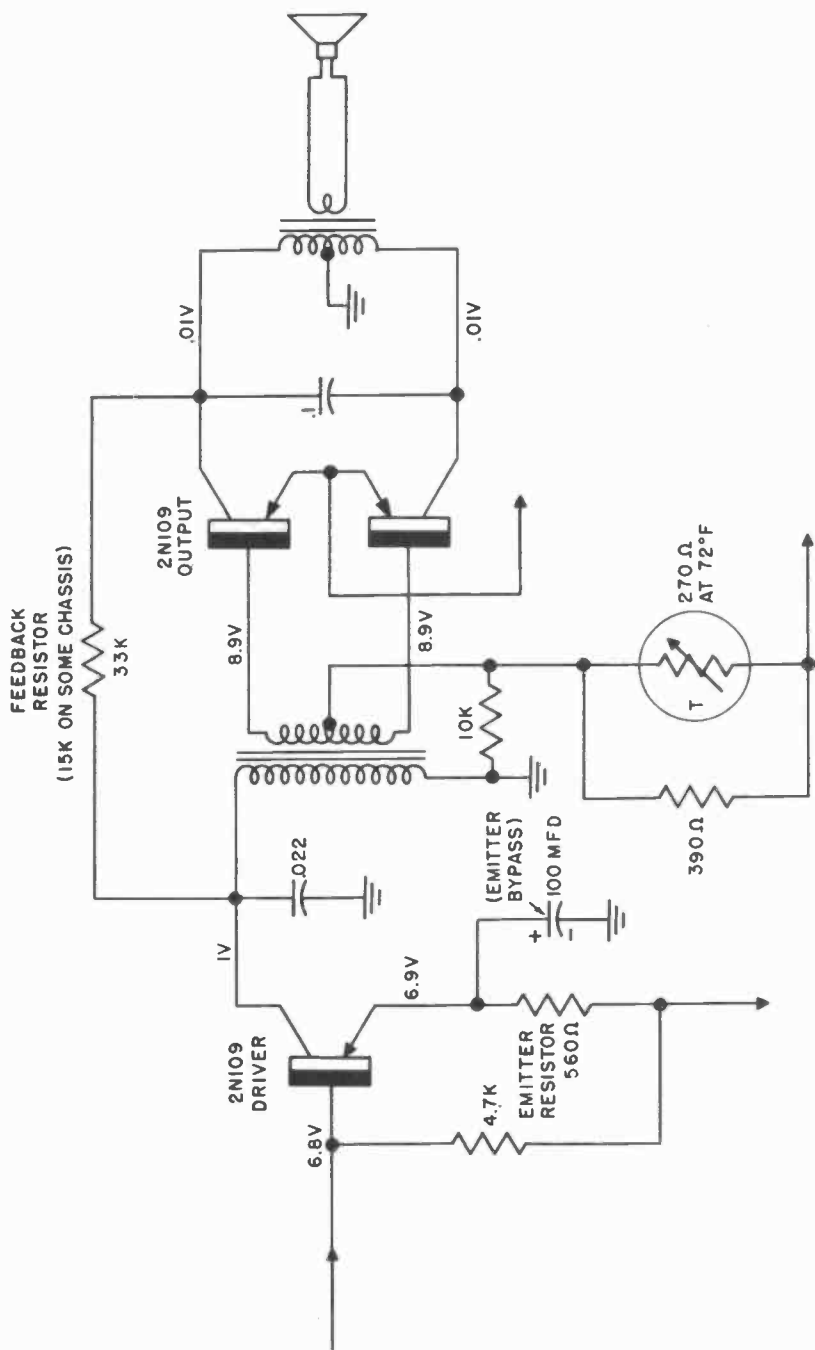 FEEDBACK
RESISTOR
(15K ON SOME CHASSIS)
33K
.01V
.01V
.1
2N109
OUTPUT
8.9V
8.9V
1V
.022
10K
270Ω
AT 72°F
T
390Ω
(EMITTER
BYPASS)
100 MFD
+
-
2N109
DRIVER
6.9V
6.8V
EMITTER
RESISTOR
560Ω
4.7K